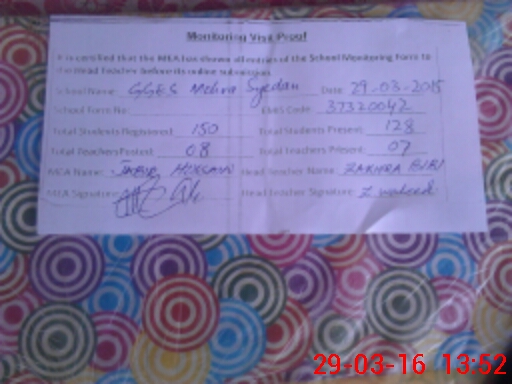 Monitoring Visit Proof
It is certified that the MEA has shown all entries of the School Monitoring Form to
the Head Teacher before its online submission.
School Name: GGES Mohra Syedan Date: 29-03-2015
School Form No: EMIS Code: 37320042
Total Students Registered: 150 Total Students Present: 128
Total Teachers Posted: 08 Total Teachers Present: 07
MEA Name: Head Teacher Name: ZAKHRA BIBI
MEA Signature: Head Teacher Signature: Z waheed
29-03-16 13:52